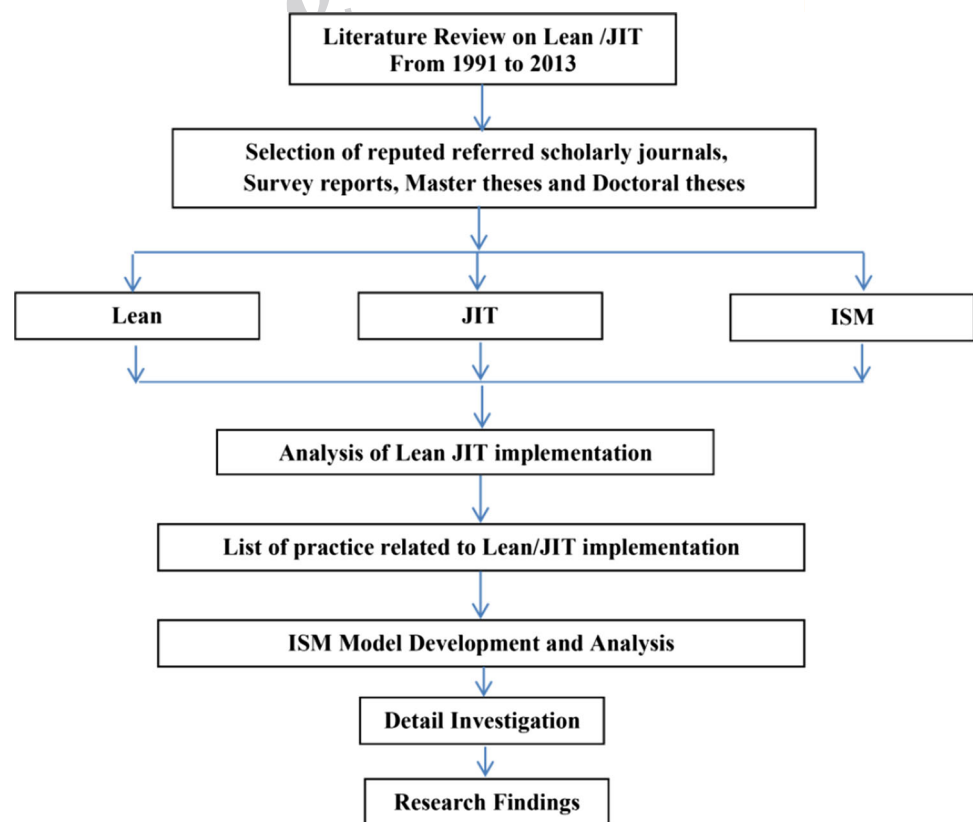 Literature Review on Lean /JIT
From 1991 to 2013
Selection of reputed referred scholarly journals,
Survey reports, Master theses and Doctoral theses
Lean
JIT
ISM
Analysis of Lean JIT implementation
List of practice related to Lean/JIT implementation
ISM Model Development and Analysis
Detail Investigation
Research Findings